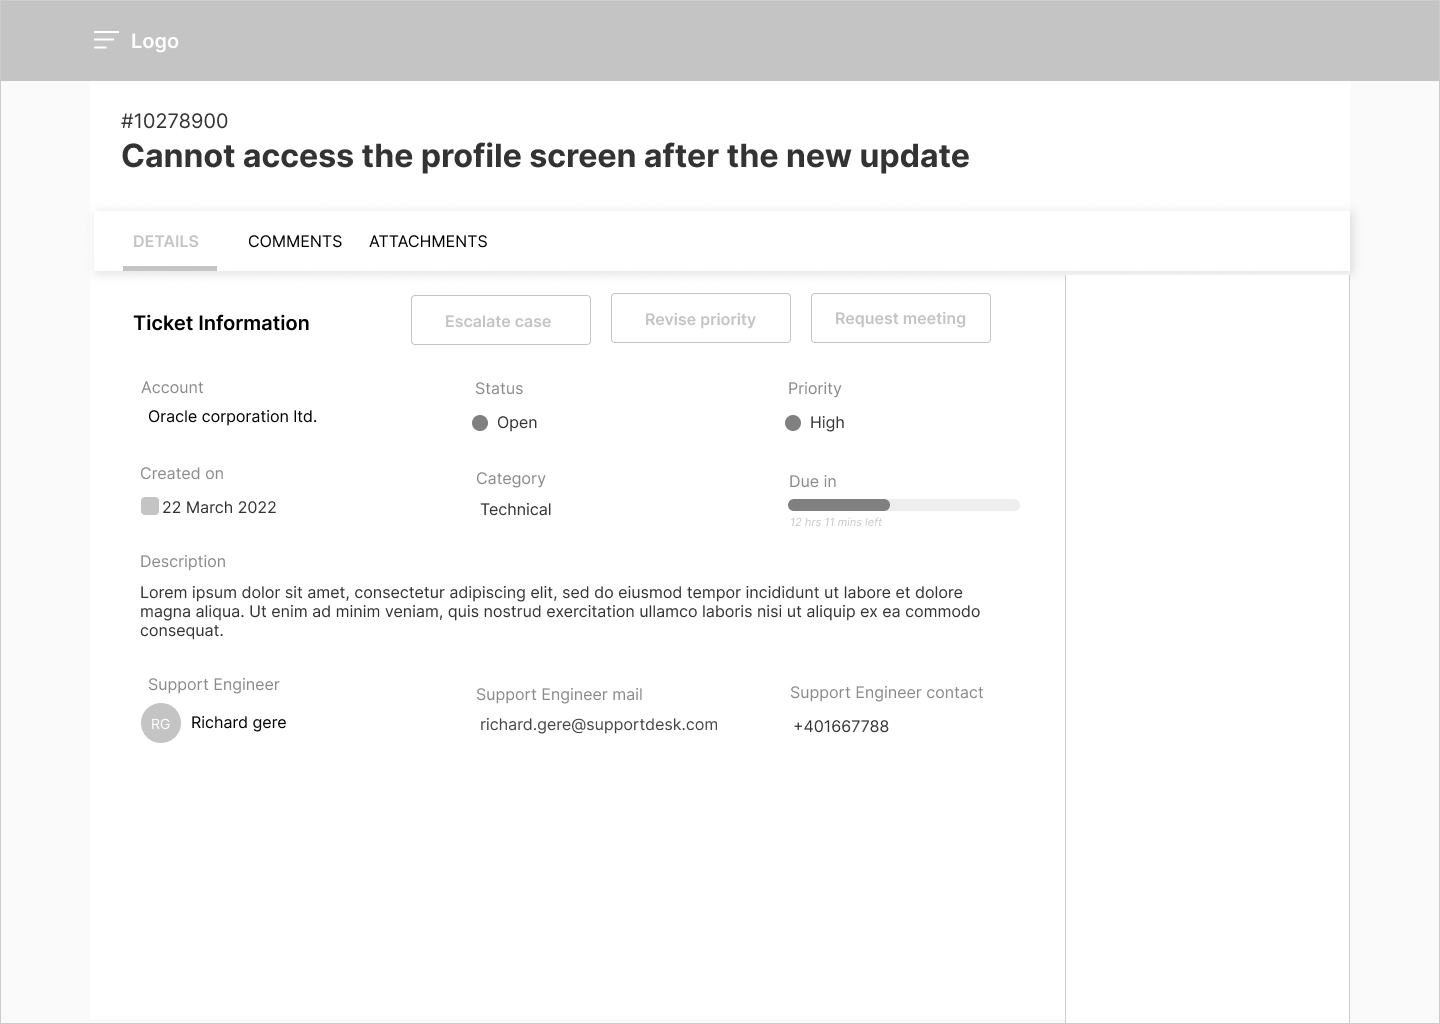 Logo
#10278900
Cannot access the profile screen after the new update
DETAILS
COMMENTS
ATTACHMENTS
Ticket Information
Escalate case
Revise priority
Request meeting
Account
Status
Priority
Oracle corporation ltd.
Open
High
Created on
Category
Due in
22 March 2022
Technical
12 hrs 11 mins left
Description
Lorem ipsum dolor sit amet, consectetur adipiscing elit, sed do eiusmod tempor incididunt ut labore et dolore
magna aliqua. Ut enim ad minim veniam, quis nostrud exercitation ullamco laboris nisi ut aliquip ex ea commodo
consequat.
Support Engineer
Support Engineer mail
Support Engineer contact
RG
Richard gere
richard.gere@supportdesk.com
+401667788